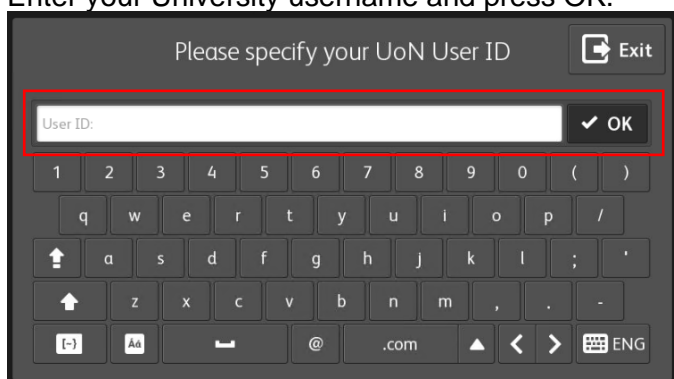 Enter your University username and press OK.
Please specify your UoN User ID Exit
User ID: OK
1 2 3 4 5 6 7 8 9 0 ( )
q w e r t y u i o p /
a s d f g h j k l ; '
z x c v b n m , . -
[~} Áá @ .com ENG